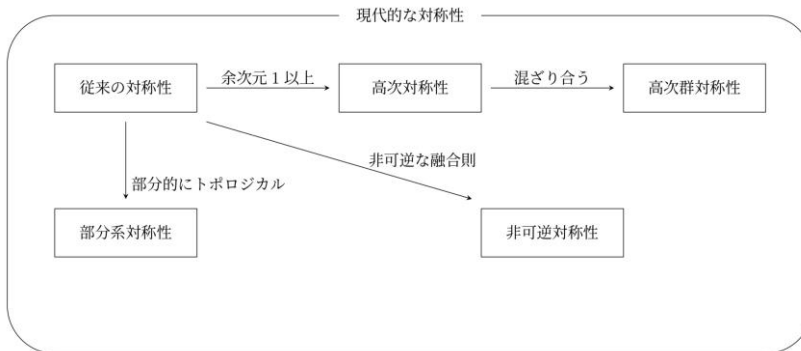 現代的な対称性
従来の対称性
余次元１以上
高次対称性
混ざり合う
高次群対称性
非可逆な融合則
部分的にトポロジカル
部分系対称性
非可逆対称性